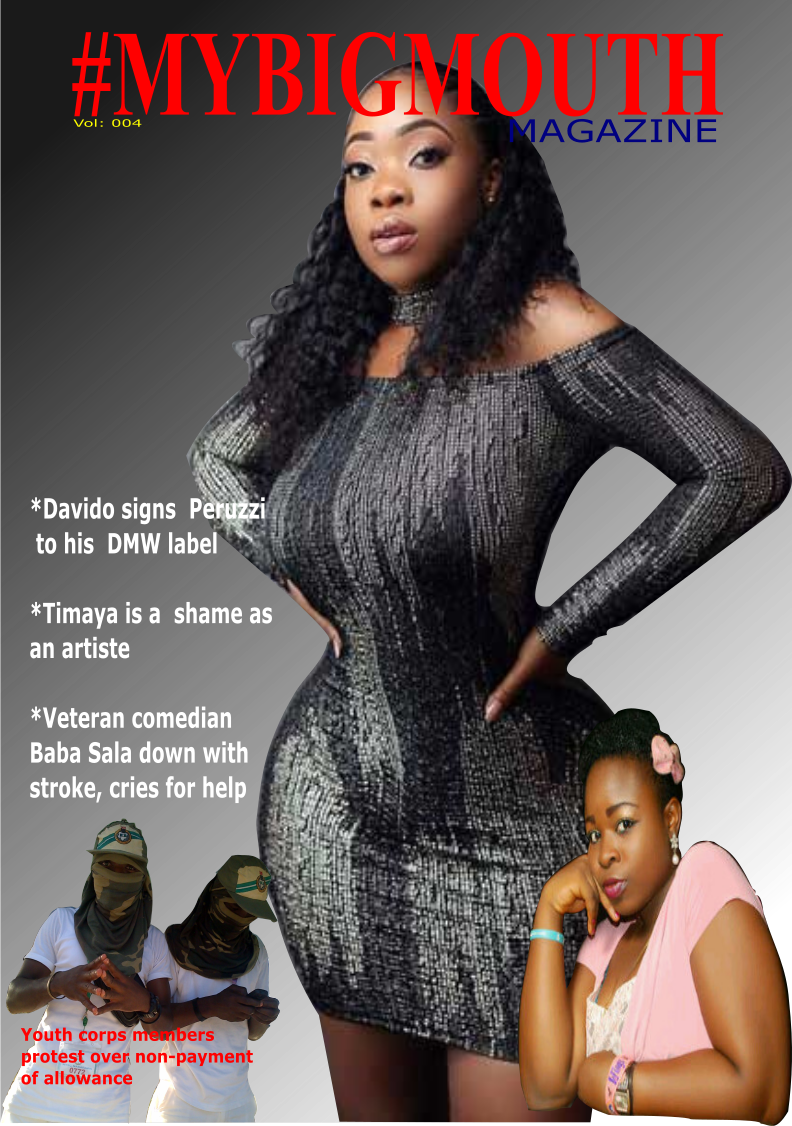 #MYBIGMOUTH
Vol: 004
MAGAZINE
*Davido signs Peruzzi
to his DMW label
*Timaya is a shame as
an artiste
*Veteran comedian
Baba Sala down with
stroke, cries for help
Youth corps members
protest over non-payment
of allowance